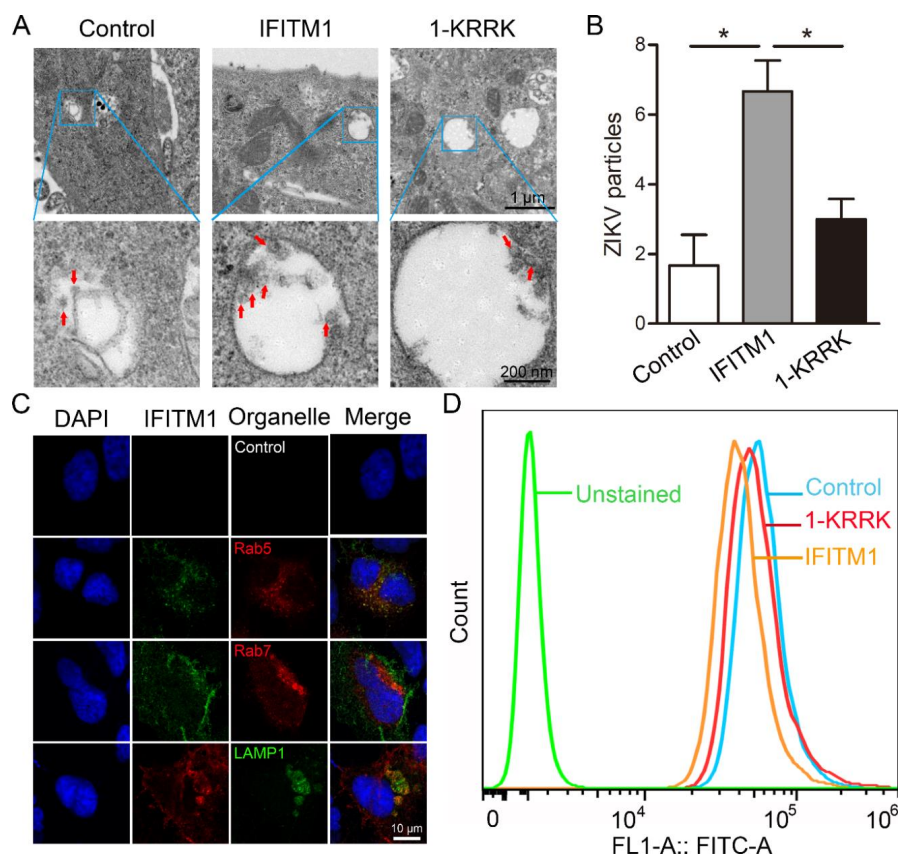 A
Control
IFITM1
1-KRRK
1 µm
200 nm
B
ZIKV particles
8
6
4
2
0
*
*
Control
IFITM1
1-KRRK
C
DAPI
IFITM1
Organelle
Merge
Control
Rab5
Rab7
LAMP1
10 µm
D
Count
Unstained
Control
1-KRRK
IFITM1
0
10^4
10^5
10^6
FL1-A:: FITC-A